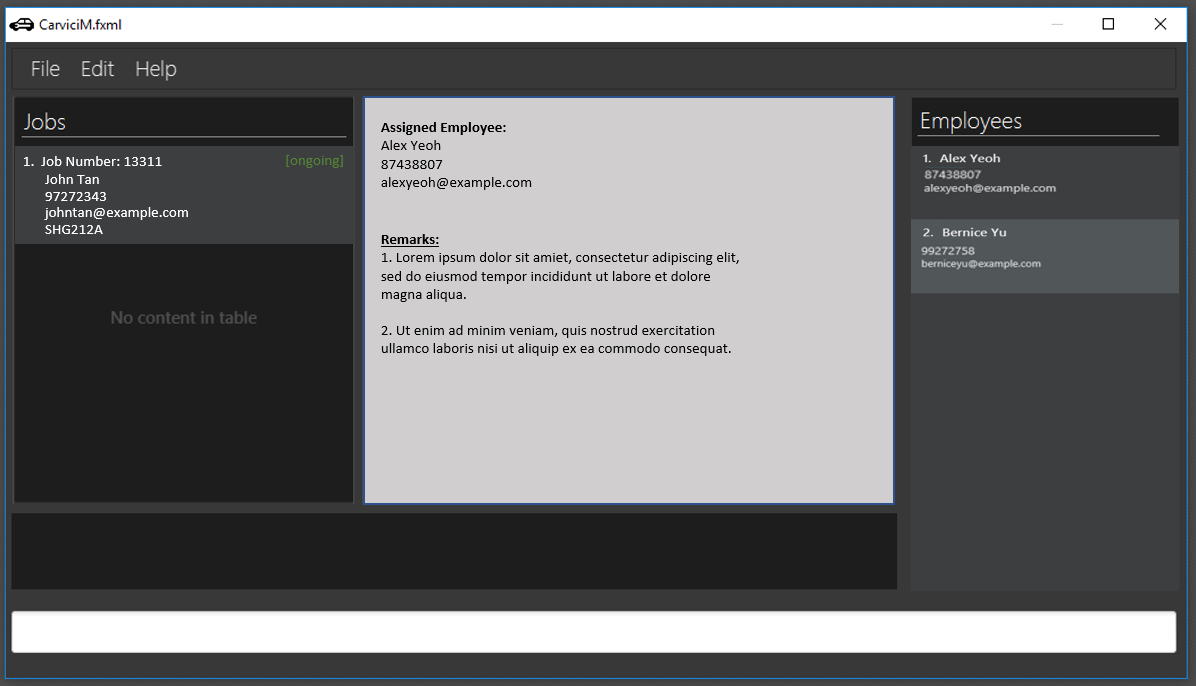 CarviciM.fxml
File Edit Help
Jobs
1. Job Number: 13311 [ongoing]
John Tan
97272343
johntan@example.com
SHG212A
No content in table
Assigned Employee:
Alex Yeoh
87438807
alexyeoh@example.com
Remarks:
1. Lorem ipsum dolor sit amiet, consectetur adipiscing elit,
sed do eiusmod tempor incididunt ut labore et dolore
magna aliqua.
2. Ut enim ad minim veniam, quis nostrud exercitation
ullamco laboris nisi ut aliquip ex ea commodo consequat.
Employees
1. Alex Yeoh
87438807
alexyeoh@example.com
2. Bernice Yu
99272758
berniceyu@example.com